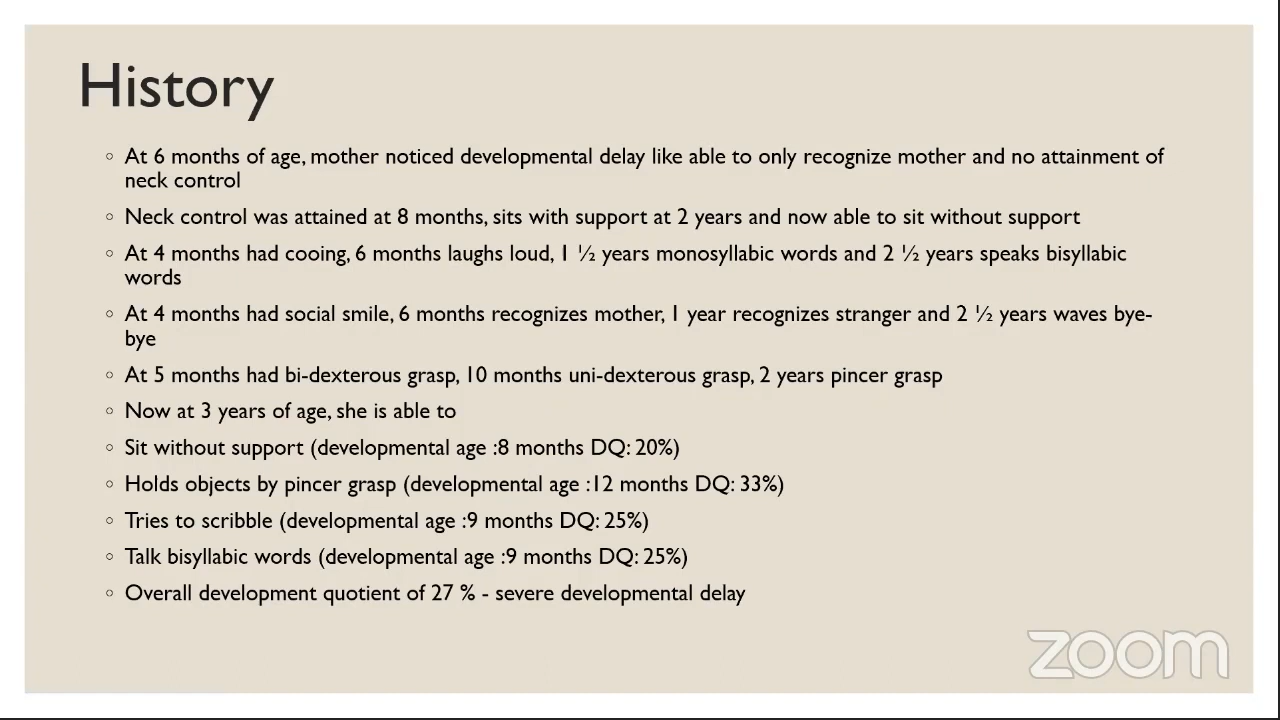 History
◦ At 6 months of age, mother noticed developmental delay like able to only recognize mother and no attainment of
neck control
◦ Neck control was attained at 8 months, sits with support at 2 years and now able to sit without support
◦ At 4 months had cooing, 6 months laughs loud, 1 ½ years monosyllabic words and 2 ½ years speaks bisyllabic
words
◦ At 4 months had social smile, 6 months recognizes mother, 1 year recognizes stranger and 2 ½ years waves bye-
bye
◦ At 5 months had bi-dexterous grasp, 10 months uni-dexterous grasp, 2 years pincer grasp
◦ Now at 3 years of age, she is able to
◦ Sit without support (developmental age :8 months DQ: 20%)
◦ Holds objects by pincer grasp (developmental age :12 months DQ: 33%)
◦ Tries to scribble (developmental age :9 months DQ: 25%)
◦ Talk bisyllabic words (developmental age :9 months DQ: 25%)
◦ Overall development quotient of 27 % - severe developmental delay
zoom